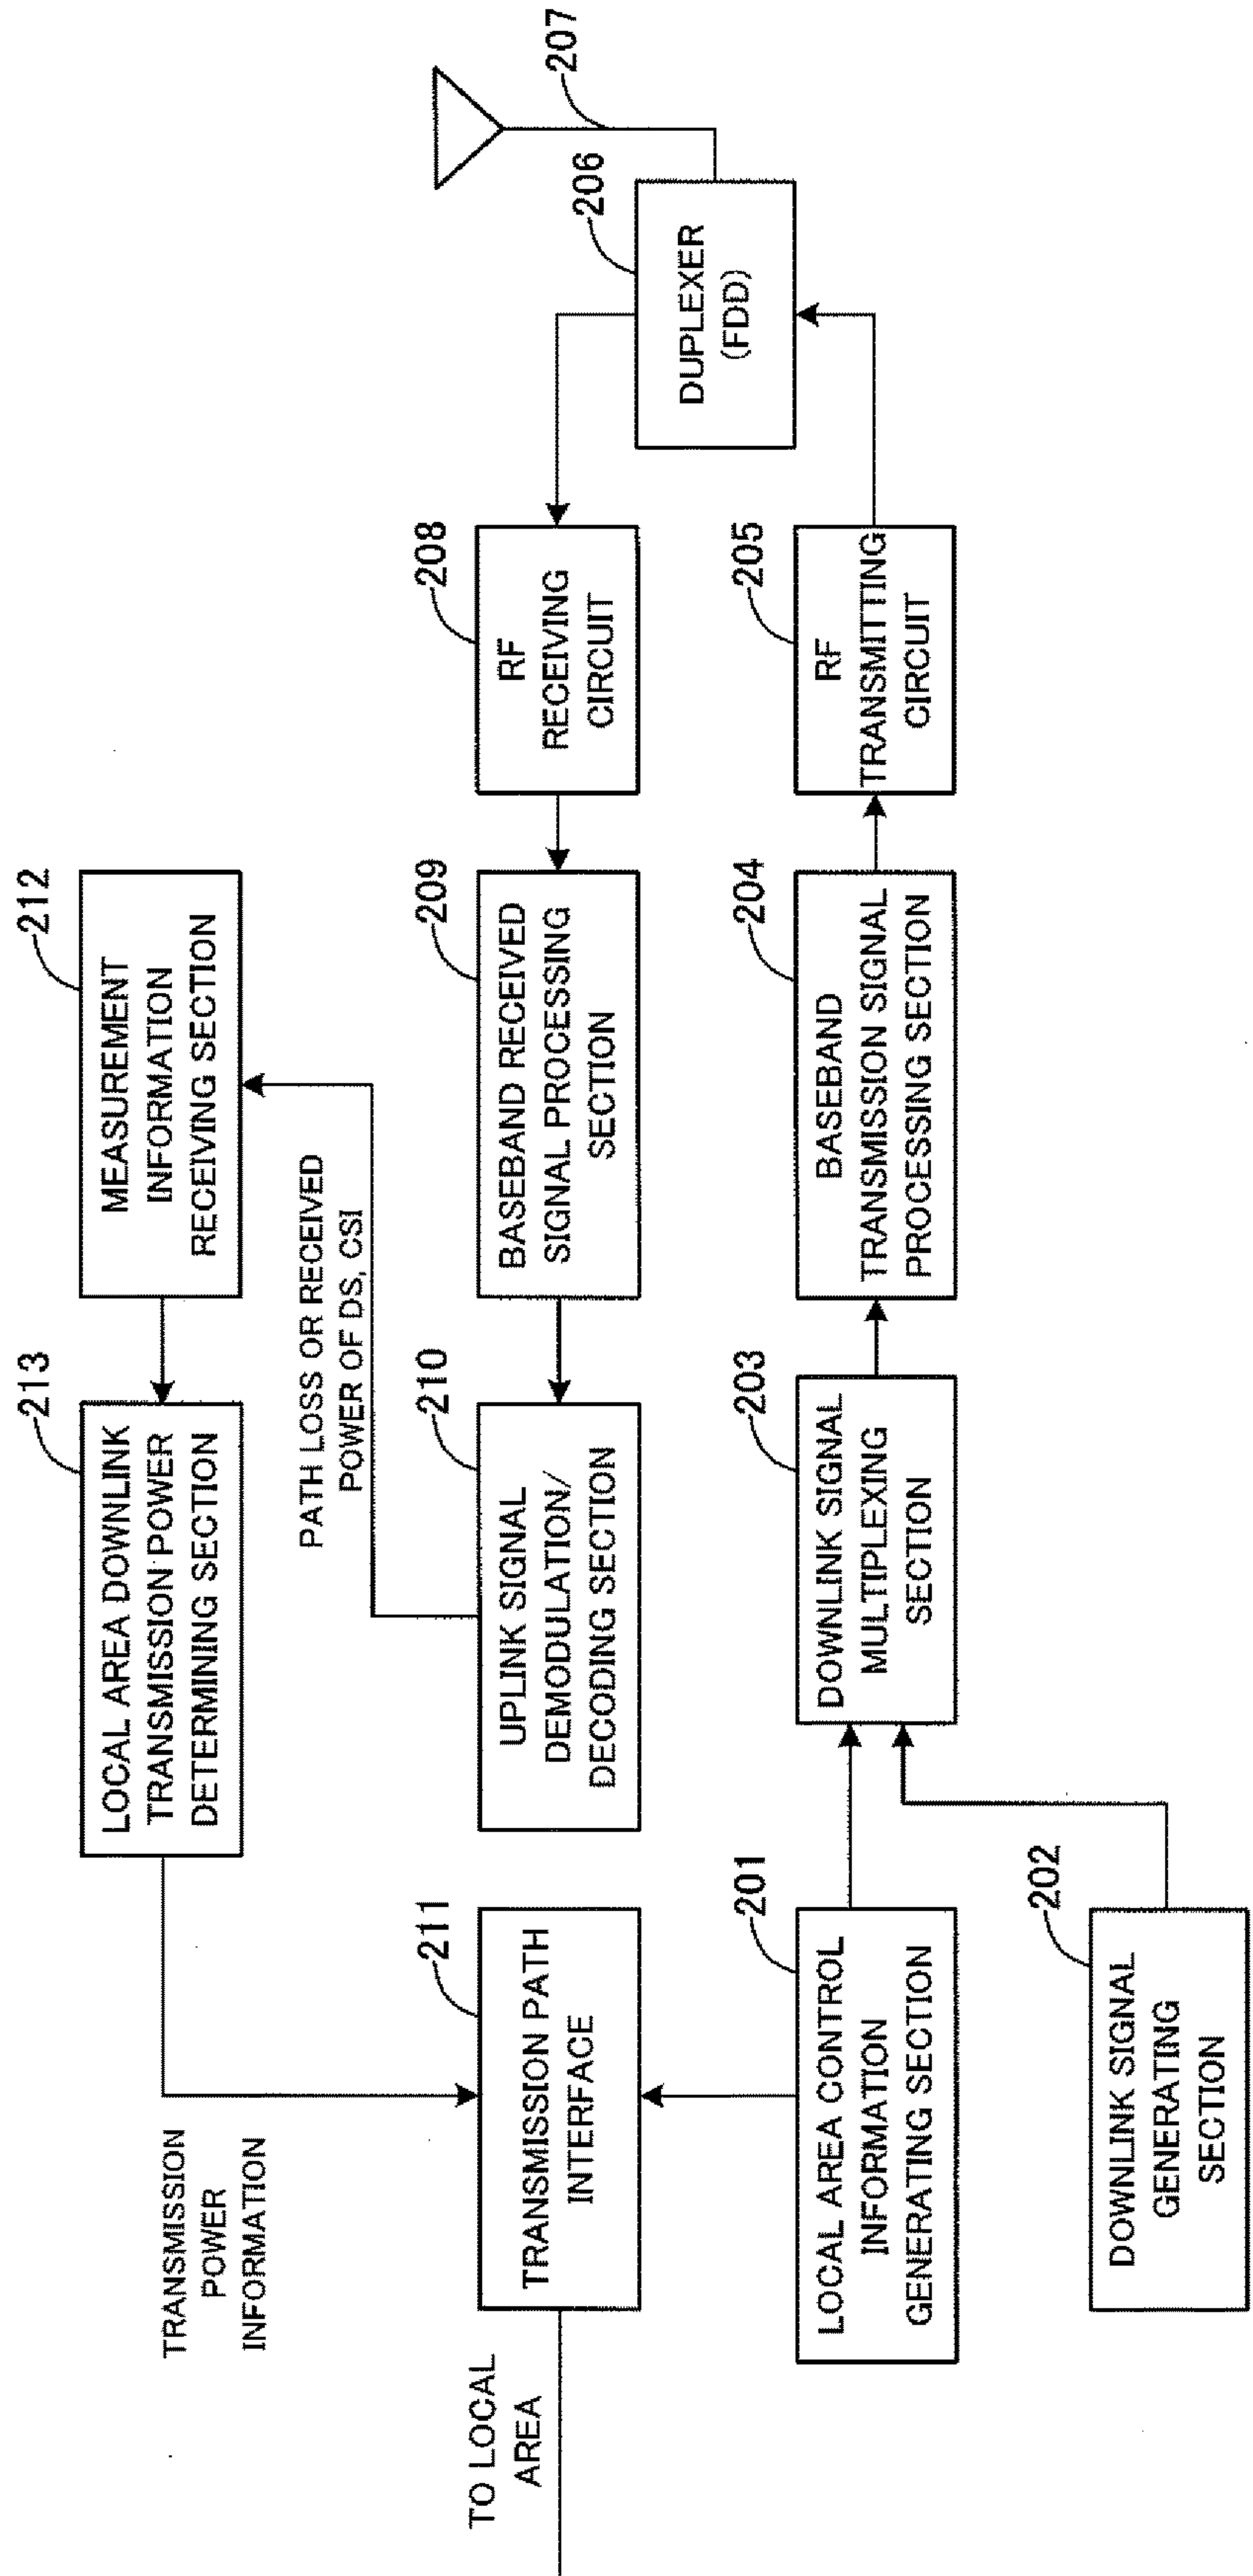 212
MEASUREMENT
INFORMATION
RECEIVING SECTION
213
LOCAL AREA DOWNLINK
TRANSMISSION POWER
DETERMINING SECTION
TRANSMISSION
POWER
INFORMATION
PATH LOSS OR RECEIVED
POWER OF DS, CSI
TO LOCAL
AREA
211
TRANSMISSION PATH
INTERFACE
210
UPLINK SIGNAL
DEMODULATION/
DECODING SECTION
209
BASEBAND RECEIVED
SIGNAL PROCESSING
SECTION
208
RF
RECEIVING
CIRCUIT
206
DUPLEXER
(FDD)
207
201
LOCAL AREA CONTROL
INFORMATION
GENERATING SECTION
203
DOWNLINK SIGNAL
MULTIPLEXING
SECTION
204
BASEBAND
TRANSMISSION SIGNAL
PROCESSING SECTION
205
RF
TRANSMITTING
CIRCUIT
202
DOWNLINK SIGNAL
GENERATING
SECTION